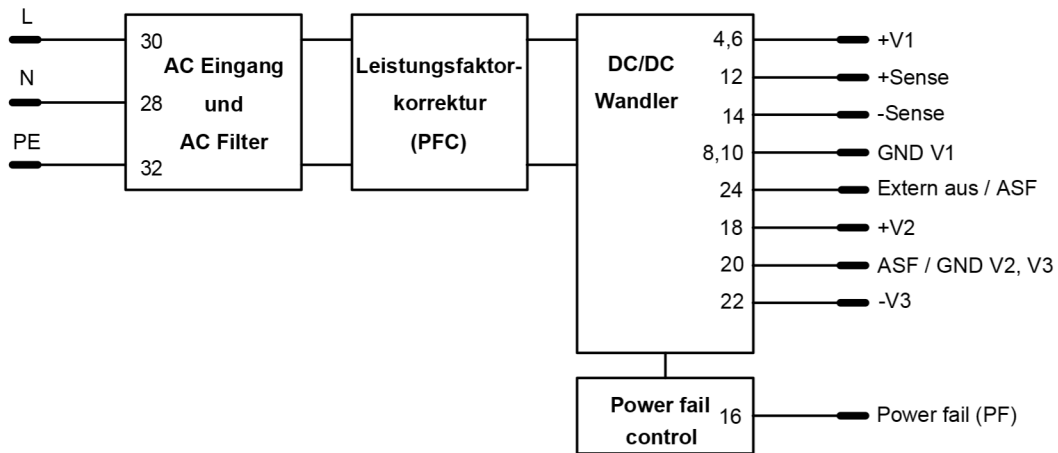 L
N
PE
30
28
32
AC Eingang
und
AC Filter
Leistungsfaktor-
korrektur
(PFC)
DC/DC
Wandler
4,6
+V1
12
+Sense
14
-Sense
8,10
GND V1
24
Extern aus / ASF
18
+V2
20
ASF / GND V2, V3
22
-V3
Power fail
control
16
Power fail (PF)